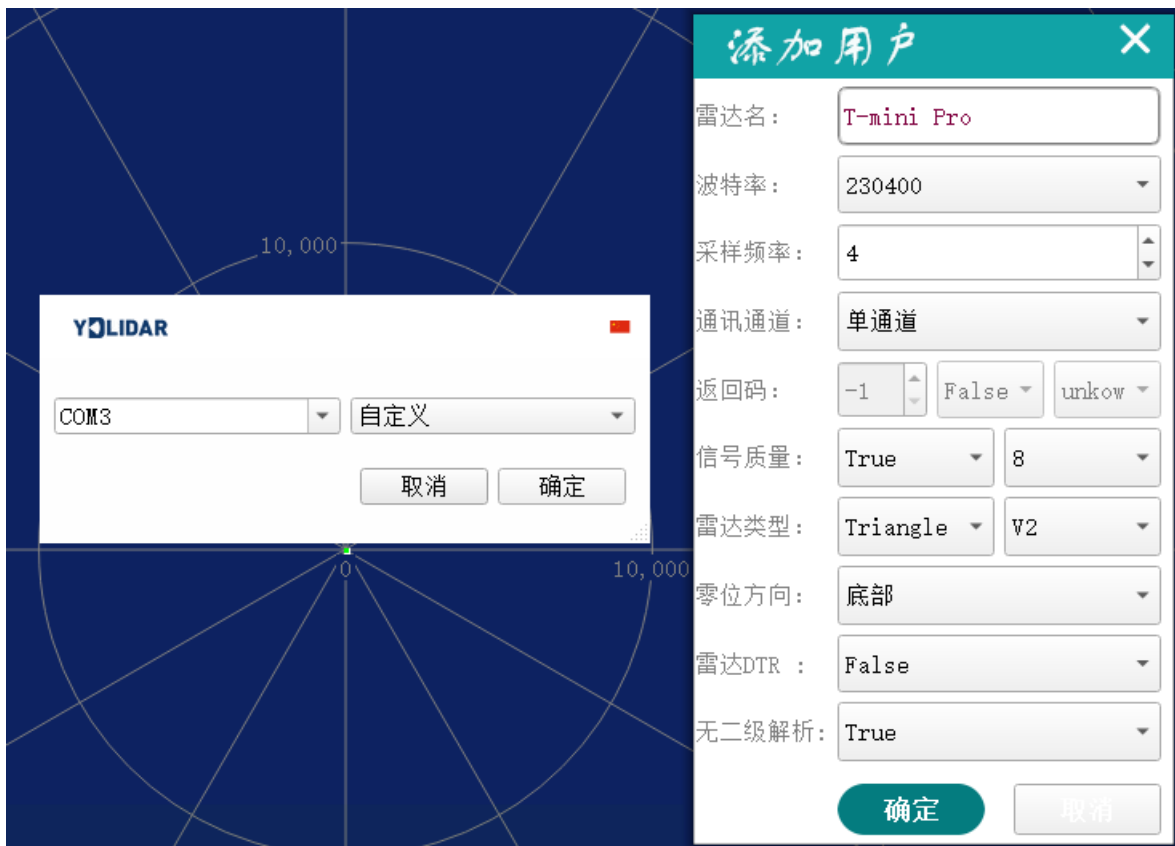 10,000
YDLIDAR
COM3 自定义
取消 确定
0
10,000
添加用户
雷达名: T-mini Pro
波特率: 230400
采样频率: 4
通讯通道: 单通道
返回码: -1 False unkow
信号质量: True 8
雷达类型: Triangle V2
零位方向: 底部
雷达DTR : False
无二级解析: True
确定 取消